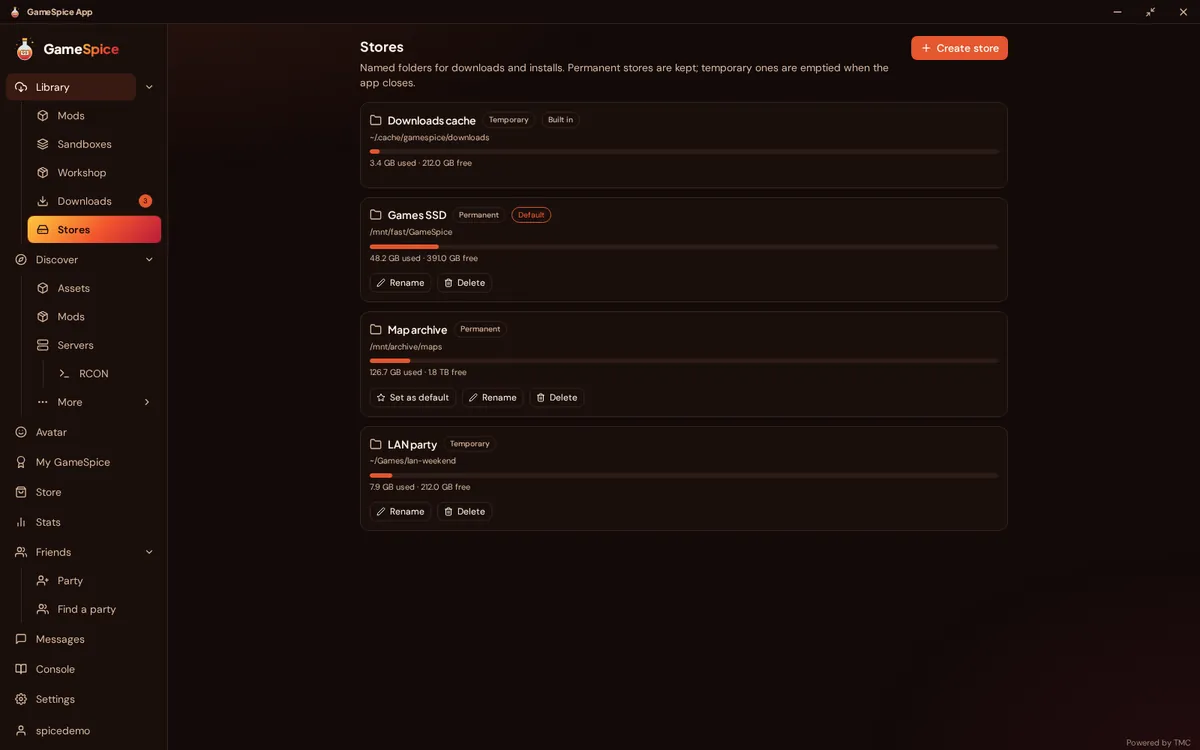 GameSpice App
GameSpice
Library
Mods
Sandboxes
Workshop
Downloads 3
Stores
Discover
Assets
Mods
Servers
RCON
More
Avatar
My GameSpice
Store
Stats
Friends
Party
Find a party
Messages
Console
Settings
spicedemo
Stores
Create store
Named folders for downloads and installs. Permanent stores are kept; temporary ones are emptied when the
app closes.
Downloads cache Temporary Built in
~/.cache/gamespice/downloads
3.4 GB used · 212.0 GB free
Games SSD Permanent Default
/mnt/fast/GameSpice
48.2 GB used · 391.0 GB free
Rename Delete
Map archive Permanent
/mnt/archive/maps
126.7 GB used · 1.8 TB free
Set as default Rename Delete
LAN party Temporary
~/Games/lan-weekend
7.9 GB used · 212.0 GB free
Rename Delete
Powered by TMC